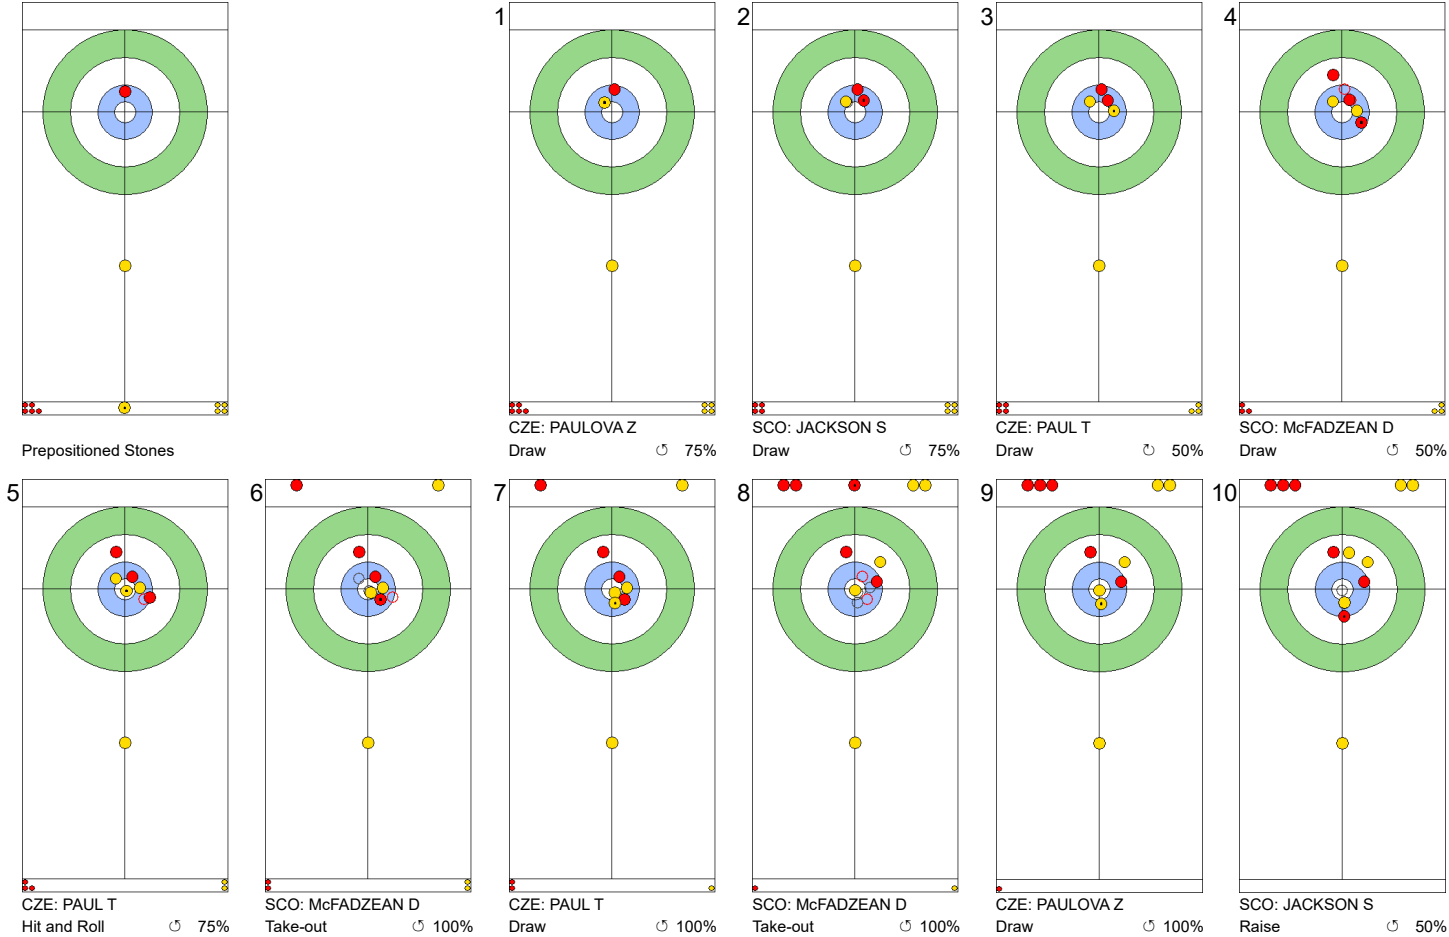 1
2
3
4
Prepositioned Stones
CZE: PAULOVA Z
Draw 75%
SCO: JACKSON S
Draw 75%
CZE: PAUL T
Draw 50%
SCO: McFADZEAN D
Draw 50%
5
6
7
8
9
10
CZE: PAUL T
Hit and Roll 75%
SCO: McFADZEAN D
Take-out 100%
CZE: PAUL T
Draw 100%
SCO: McFADZEAN D
Take-out 100%
CZE: PAULOVA Z
Draw 100%
SCO: JACKSON S
Raise 50%